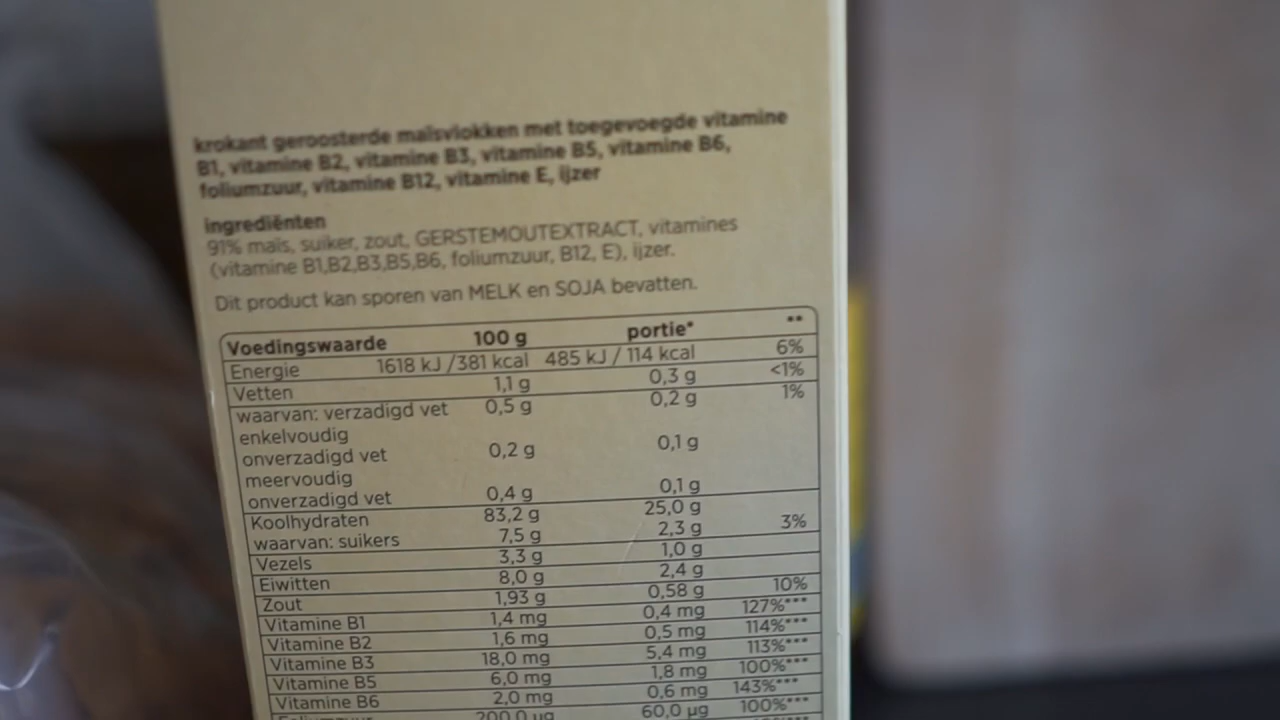 krokant geroosterde maïsvlokken met toegevoegde vitamine
B1, vitamine B2, vitamine B3, vitamine B5, vitamine B6,
foliumzuur, vitamine B12, vitamine E, ijzer
ingrediënten
91% maïs, suiker, zout, GERSTEMOUTEXTRACT, vitamines
(vitamine B1,B2,B3,B5,B6, foliumzuur, B12, E), ijzer.
Dit product kan sporen van MELK en SOJA bevatten.
Voedingswaarde 100 g portie* **
Energie 1618 kJ /381 kcal 485 kJ / 114 kcal 6%
Vetten 1,1 g 0,3 g <1%
waarvan: verzadigd vet 0,5 g 0,2 g 1%
enkelvoudig
onverzadigd vet 0,2 g 0,1 g
meervoudig
onverzadigd vet 0,4 g 0,1 g
Koolhydraten 83,2 g 25,0 g
waarvan: suikers 7,5 g 2,3 g 3%
Vezels 3,3 g 1,0 g
Eiwitten 8,0 g 2,4 g
Zout 1,93 g 0,58 g 10%
Vitamine B1 1,4 mg 0,4 mg 127%***
Vitamine B2 1,6 mg 0,5 mg 114%***
Vitamine B3 18,0 mg 5,4 mg 113%***
Vitamine B5 6,0 mg 1,8 mg 100%***
Vitamine B6 2,0 mg 0,6 mg 143%***
Foliumzuur 200,0 µg 60,0 µg 100%***